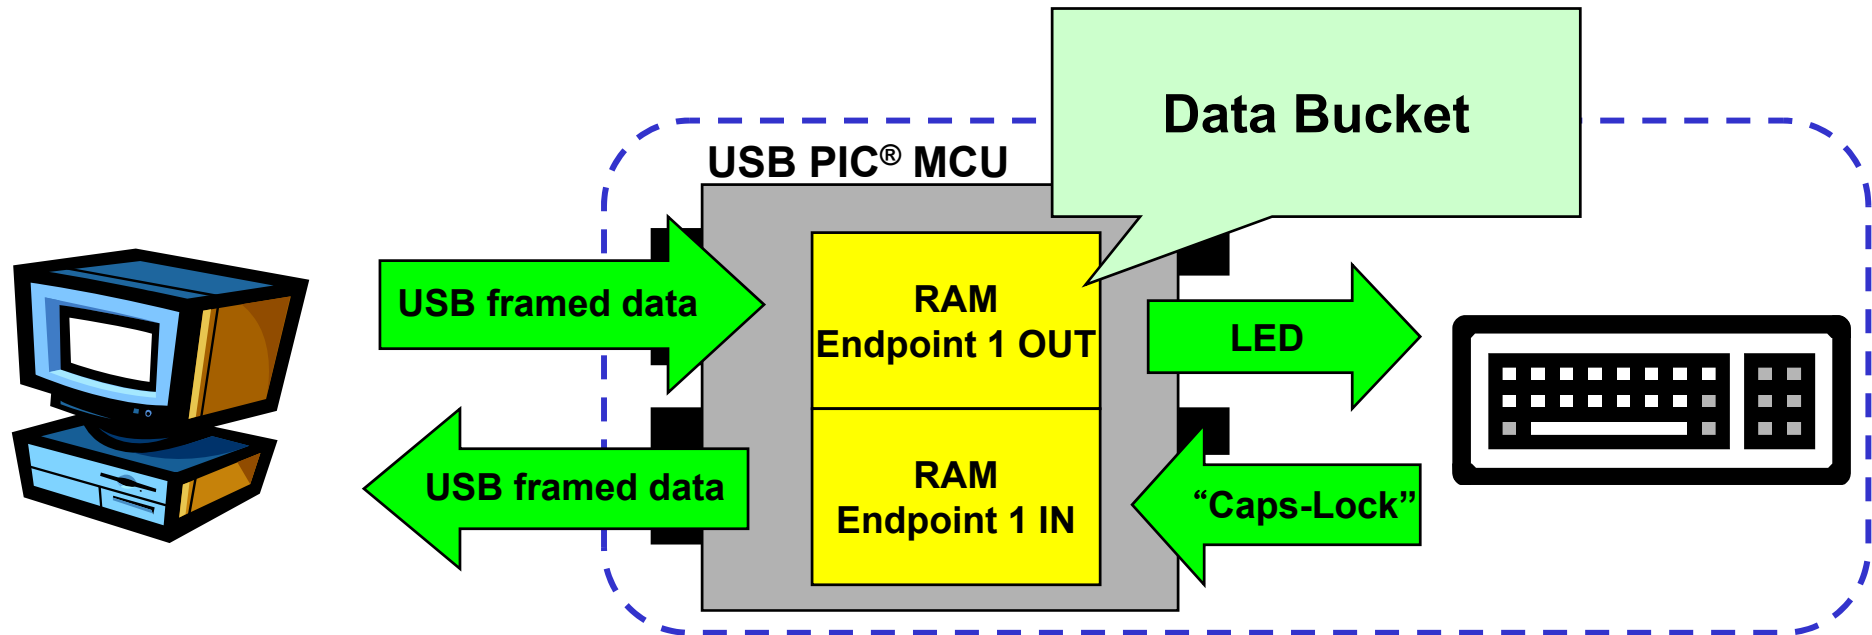 Data Bucket
USB PIC® MCU
USB framed data
RAM
Endpoint 1 OUT
LED
USB framed data
RAM
Endpoint 1 IN
“Caps-Lock”